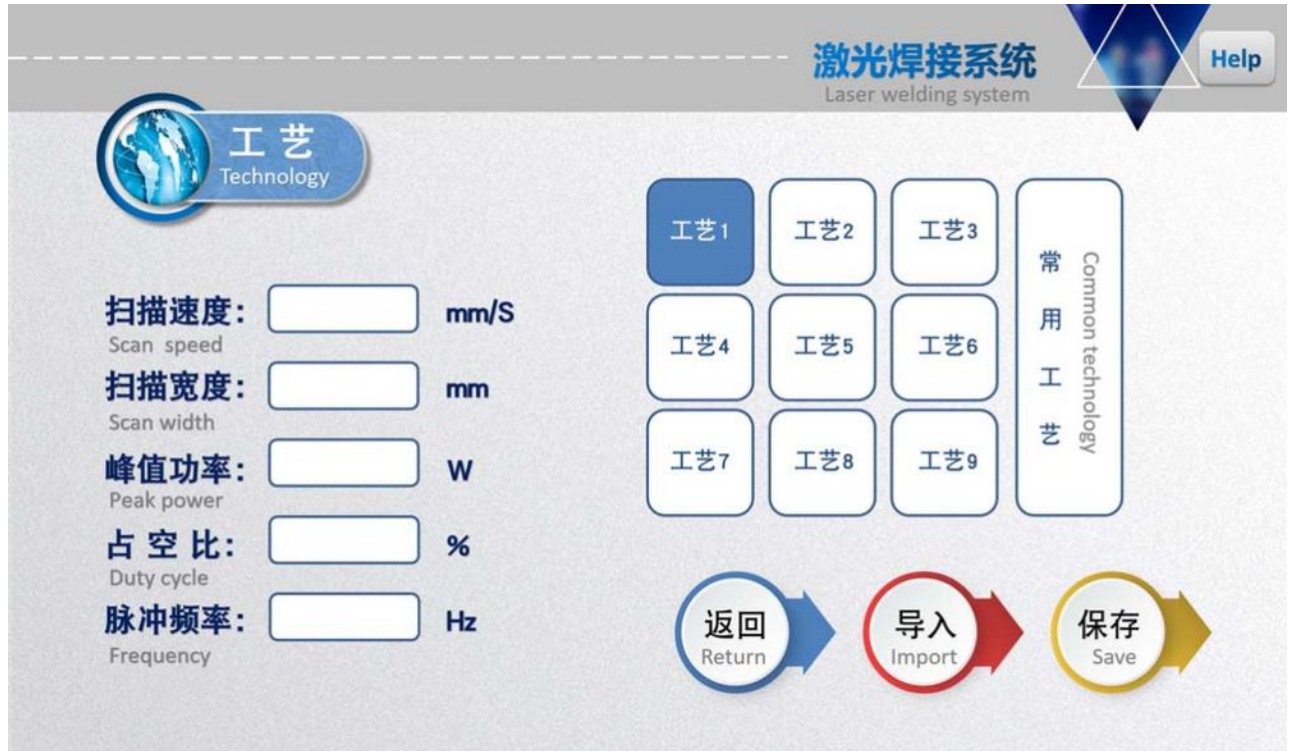 激光焊接系统
Laser welding system
Help
工艺
Technology
扫描速度: mm/S
Scan speed
扫描宽度: mm
Scan width
峰值功率: W
Peak power
占空比: %
Duty cycle
脉冲频率: Hz
Frequency
工艺1 工艺2 工艺3
工艺4 工艺5 工艺6
工艺7 工艺8 工艺9
常用工艺
Common technology
返回
Return
导入
Import
保存
Save